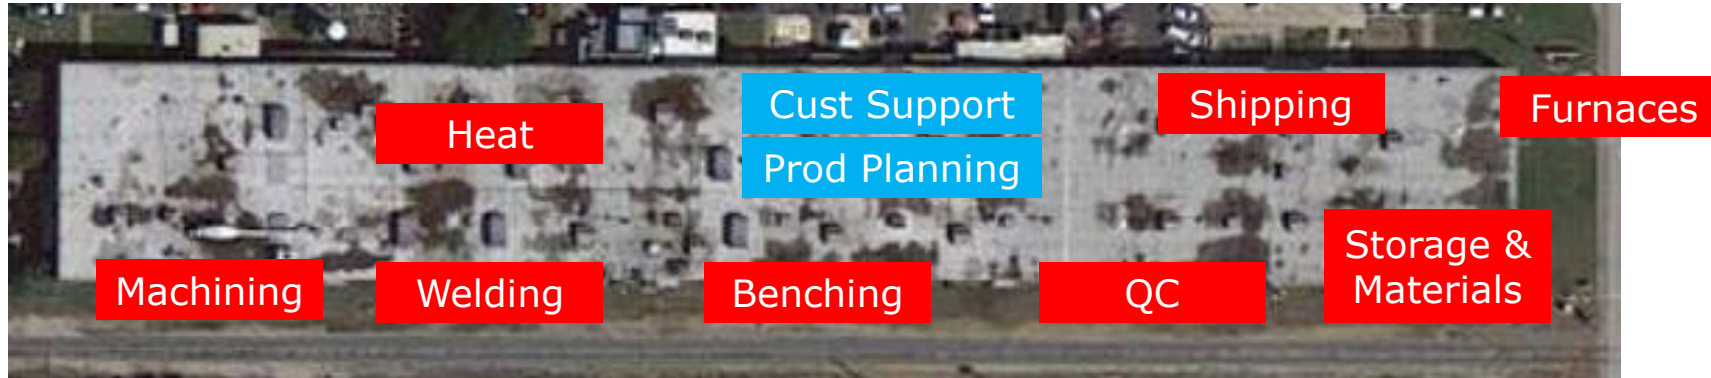 Cust Support
Shipping
Furnaces
Heat
Prod Planning
Storage &
Materials
Machining
Welding
Benching
QC